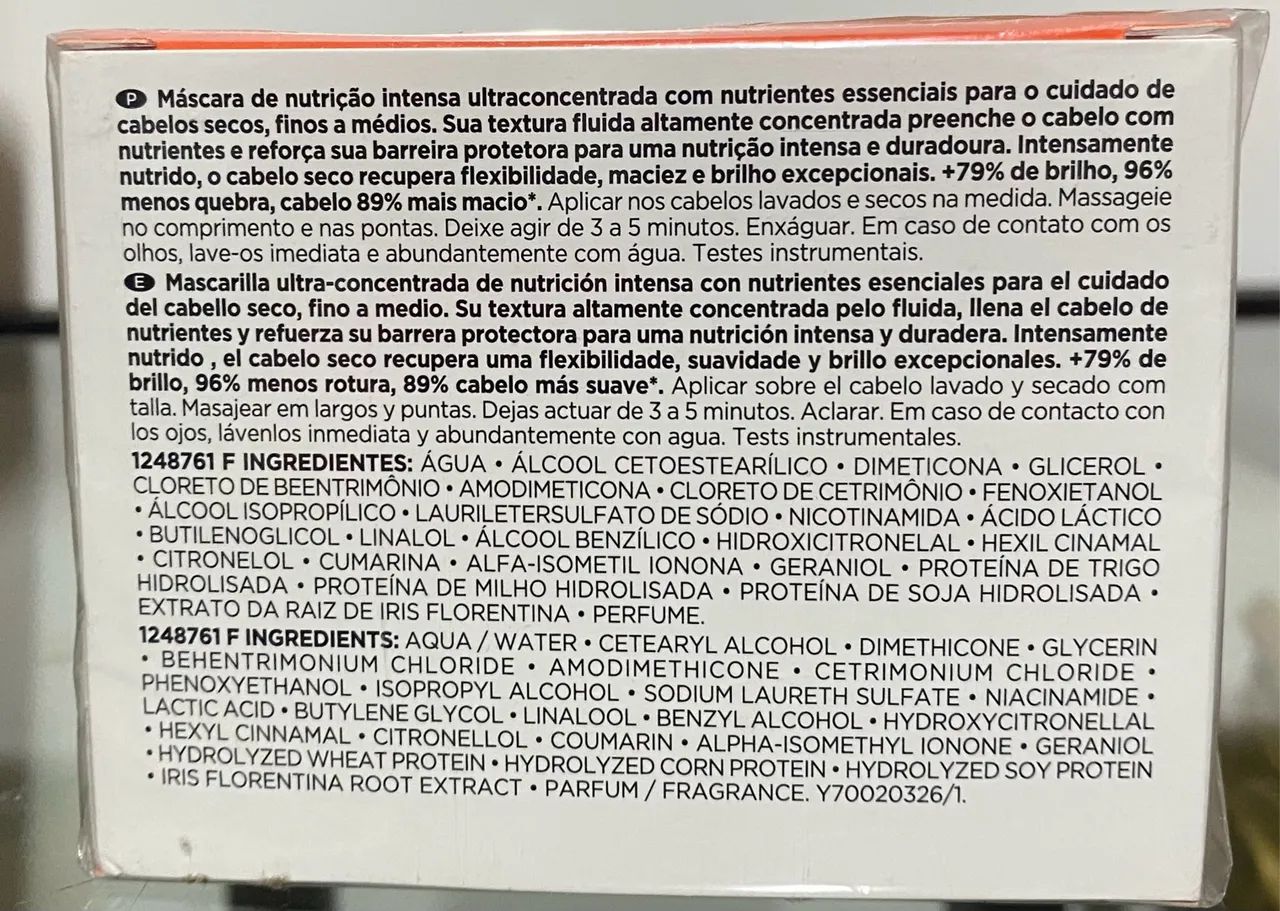 P Máscara de nutrição intensa ultraconcentrada com nutrientes essenciais para o cuidado de
cabelos secos, finos a médios. Sua textura fluida altamente concentrada preenche o cabelo com
nutrientes e reforça sua barreira protetora para uma nutrição intensa e duradoura. Intensamente
nutrido, o cabelo seco recupera flexibilidade, maciez e brilho excepcionais. +79% de brilho, 96%
menos quebra, cabelo 89% mais macio*. Aplicar nos cabelos lavados e secos na medida. Massageie
no comprimento e nas pontas. Deixe agir de 3 a 5 minutos. Enxáguar. Em caso de contato com os
olhos, lave-os imediata e abundantemente com água. Testes instrumentais.
E Mascarilla ultra-concentrada de nutrición intensa con nutrientes esenciales para el cuidado
del cabello seco, fino a medio. Su textura altamente concentrada pelo fluida, llena el cabelo de
nutrientes y refuerza su barrera protectora para uma nutrición intensa y duradera. Intensamente
nutrido , el cabelo seco recupera uma flexibilidade, suavidade y brillo excepcionales. +79% de
brillo, 96% menos rotura, 89% cabelo más suave*. Aplicar sobre el cabelo lavado y secado com
talla. Masajear em largos y puntas. Dejas actuar de 3 a 5 minutos. Aclarar. Em caso de contacto con
los ojos, lávenlos inmediata y abundantemente con agua. Tests instrumentales.
1248761 F INGREDIENTES: ÁGUA • ÁLCOOL CETOESTEARÍLICO • DIMETICONA • GLICEROL •
CLORETO DE BEENTRIMÔNIO • AMODIMETICONA • CLORETO DE CETRIMÔNIO • FENOXIETANOL
• ÁLCOOL ISOPROPÍLICO • LAURILETERSULFATO DE SÓDIO • NICOTINAMIDA • ÁCIDO LÁCTICO
• BUTILENOGLICOL • LINALOL • ÁLCOOL BENZÍLICO • HIDROXICITRONELAL • HEXIL CINAMAL
• CITRONELOL • CUMARINA • ALFA-ISOMETIL IONONA • GERANIOL • PROTEÍNA DE TRIGO
HIDROLISADA • PROTEÍNA DE MILHO HIDROLISADA • PROTEÍNA DE SOJA HIDROLISADA •
EXTRATO DA RAIZ DE IRIS FLORENTINA • PERFUME.
1248761 F INGREDIENTS: AQUA / WATER • CETEARYL ALCOHOL • DIMETHICONE • GLYCERIN
• BEHENTRIMONIUM CHLORIDE • AMODIMETHICONE • CETRIMONIUM CHLORIDE •
PHENOXYETHANOL • ISOPROPYL ALCOHOL • SODIUM LAURETH SULFATE • NIACINAMIDE •
LACTIC ACID • BUTYLENE GLYCOL • LINALOOL • BENZYL ALCOHOL • HYDROXYCITRONELLAL
• HEXYL CINNAMAL • CITRONELLOL • COUMARIN • ALPHA-ISOMETHYL IONONE • GERANIOL
• HYDROLYZED WHEAT PROTEIN • HYDROLYZED CORN PROTEIN • HYDROLYZED SOY PROTEIN
• IRIS FLORENTINA ROOT EXTRACT • PARFUM / FRAGRANCE. Y70020326/1.